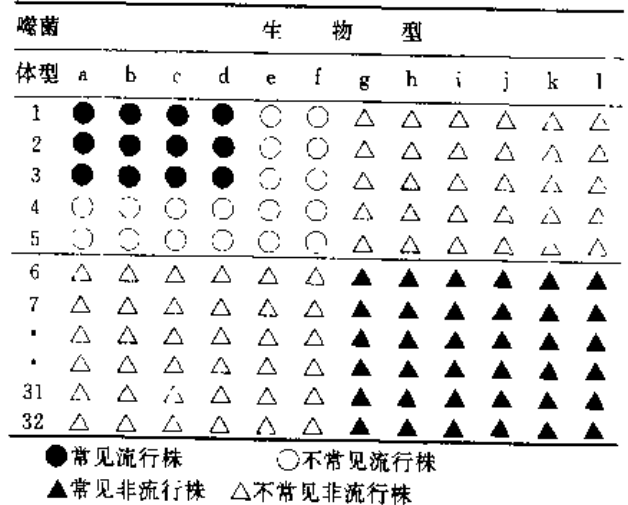 噬菌 生物型
体型 a b c d e f g h i j k l
1 ● ● ● ● ○ ○ △ △ △ △ △ △
2 ● ● ● ● ○ ○ △ △ △ △ △ △
3 ● ● ● ● ○ ○ △ △ △ △ △ △
4 ○ ○ ○ ○ ○ ○ △ △ △ △ △ △
5 ○ ○ ○ ○ ○ ○ △ △ △ △ △ △
6 △ △ △ △ △ △ ▲ ▲ ▲ ▲ ▲ ▲
7 △ △ △ △ △ △ ▲ ▲ ▲ ▲ ▲ ▲
· △ △ △ △ △ △ ▲ ▲ ▲ ▲ ▲ ▲
· △ △ △ △ △ △ ▲ ▲ ▲ ▲ ▲ ▲
31 △ △ △ △ △ △ ▲ ▲ ▲ ▲ ▲ ▲
32 △ △ △ △ △ △ ▲ ▲ ▲ ▲ ▲ ▲
●常见流行株 ○不常见流行株
▲常见非流行株 △不常见非流行株